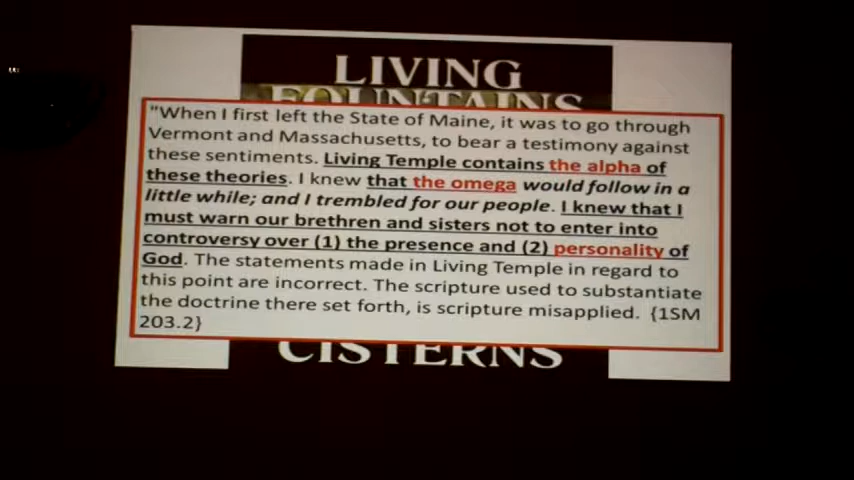 LIVING
FOUNTAINS
"When I first left the State of Maine, it was to go through
Vermont and Massachusetts, to bear a testimony against
these sentiments. Living Temple contains the alpha of
these theories. I knew that the omega would follow in a
little while; and I trembled for our people. I knew that I
must warn our brethren and sisters not to enter into
controversy over (1) the presence and (2) personality of
God. The statements made in Living Temple in regard to
this point are incorrect. The scripture used to substantiate
the doctrine there set forth, is scripture misapplied. {1SM
203.2}
CISTERNS